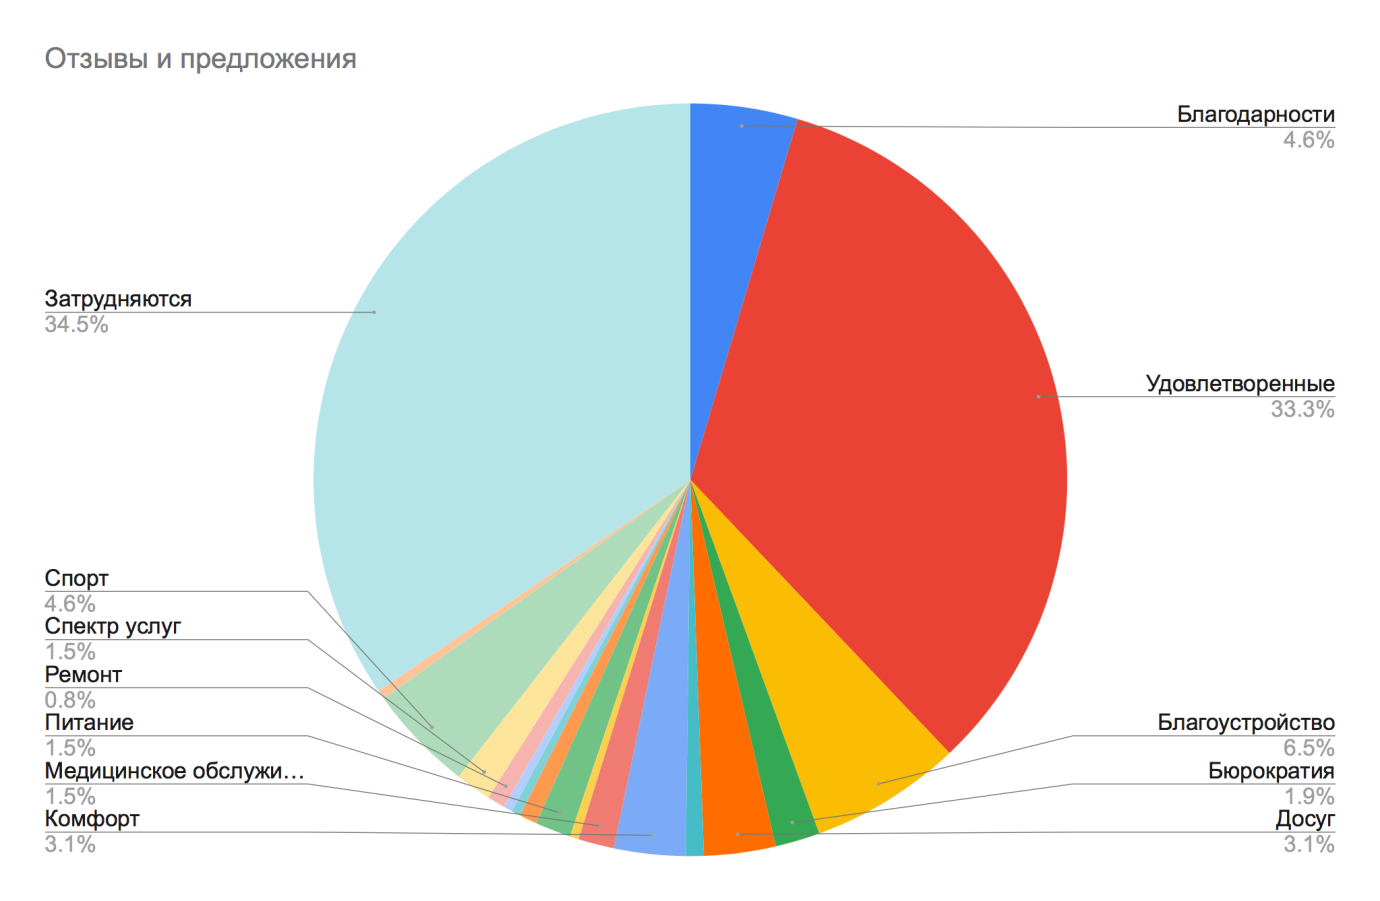 Отзывы и предложения
Благодарности
4.6%
Затрудняются
34.5%
Удовлетворенные
33.3%
Спорт
4.6%
Спектр услуг
1.5%
Ремонт
0.8%
Питание
1.5%
Медицинское обслужи…
1.5%
Комфорт
3.1%
Благоустройство
6.5%
Бюрократия
1.9%
Досуг
3.1%